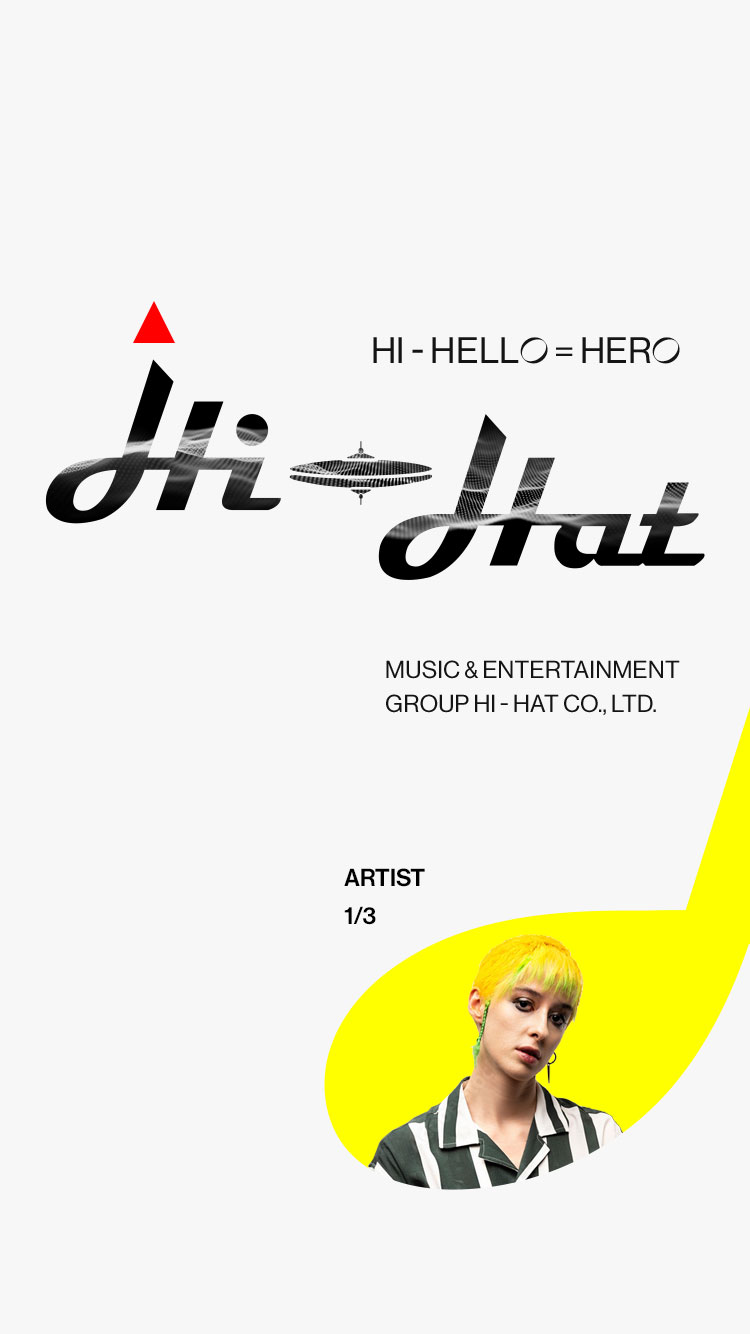 HI - HELLO = HERO
Hi-Hat
MUSIC & ENTERTAINMENT
GROUP HI - HAT CO., LTD.
ARTIST
1/3